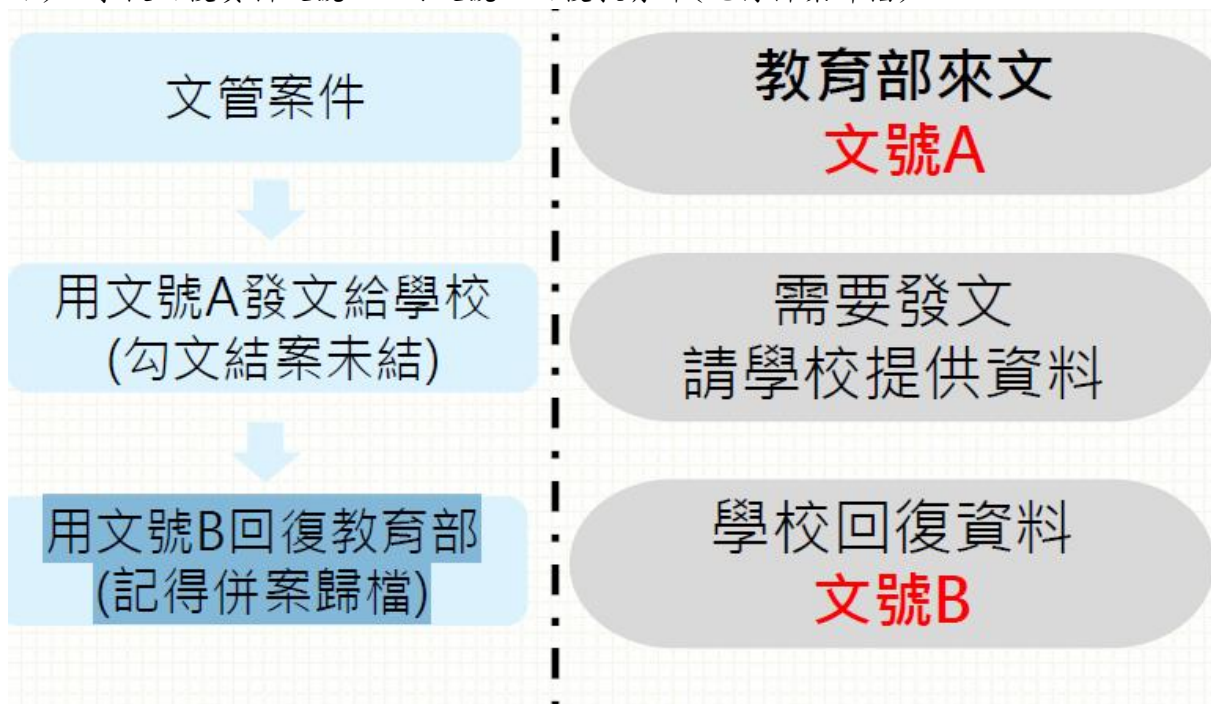 文管案件
教育部來文
文號A
用文號A發文給學校
(勾文結案未結)
需要發文
請學校提供資料
用文號B回復教育部
(記得併案歸檔)
學校回復資料
文號B